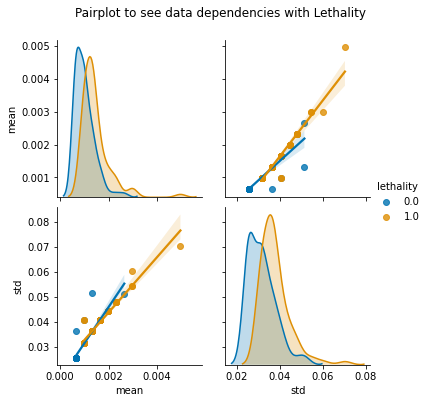 Pairplot to see data dependencies with Lethality
0.005
0.004
0.003
0.002
0.001
mean
lethality
0.0
1.0
0.08
0.07
0.06
0.05
0.04
0.03
std
0.000 0.002 0.004
mean
0.02 0.04 0.06 0.08
std